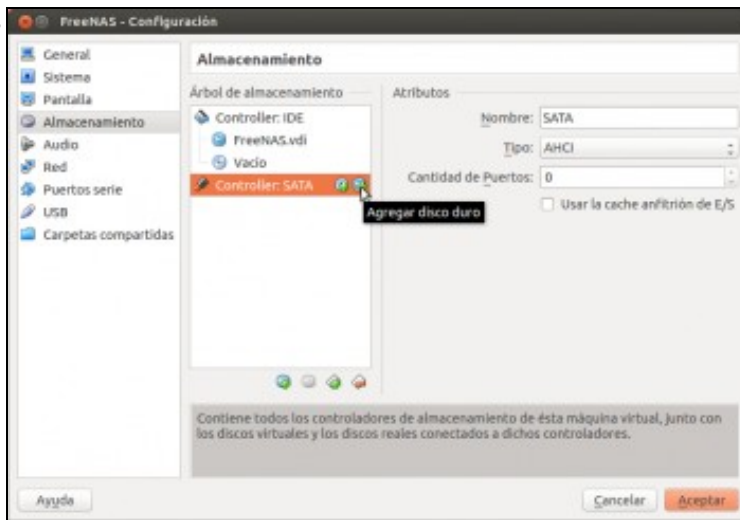 FreeNAS - Configuración
General
Sistema
Pantalla
Almacenamiento
Audio
Red
Puertos serie
USB
Carpetas compartidas
Almacenamiento
Árbol de almacenamiento
Controller: IDE
FreeNAS.vdi
Vacío
Controller: SATA
Agregar disco duro
Atributos
Nombre: SATA
Tipo: AHCI
Cantidad de Puertos: 0
Usar la cache anfitrión de E/S
Contiene todos los controladores de almacenamiento de ésta máquina virtual, junto con
los discos virtuales y los discos reales conectados a dichos controladores.
Ayuda
Cancelar
Aceptar